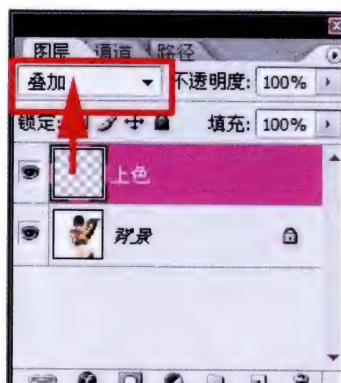 图层 通道 路径
叠加 不透明度: 100%
锁定: 填充: 100%
上色
背景